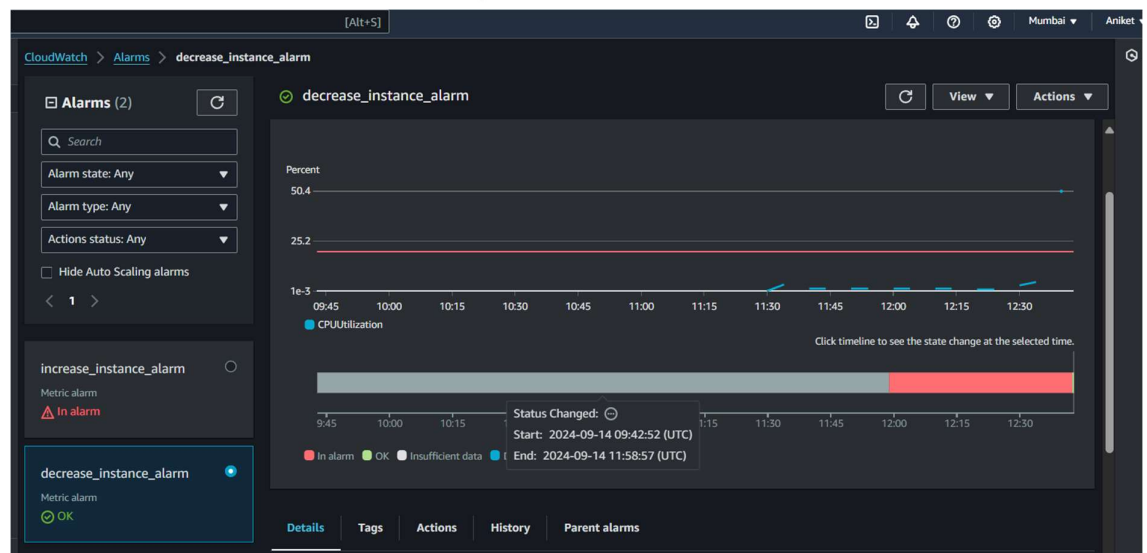 [Alt+S]
Mumbai ▼
Aniket
CloudWatch > Alarms > decrease_instance_alarm
Alarms (2)
Search
Alarm state: Any
Alarm type: Any
Actions status: Any
Hide Auto Scaling alarms
< 1 >
increase_instance_alarm
Metric alarm
In alarm
decrease_instance_alarm
Metric alarm
OK
decrease_instance_alarm
View ▼
Actions ▼
Percent
50.4
25.2
1e-3
09:45 10:00 10:15 10:30 10:45 11:00 11:15 11:30 11:45 12:00 12:15 12:30
CPUUtilization
Click timeline to see the state change at the selected time.
9:45 10:00 10:15 1:15 11:30 11:45 12:00 12:15 12:30
Status Changed:
Start: 2024-09-14 09:42:52 (UTC)
End: 2024-09-14 11:58:57 (UTC)
In alarm OK Insufficient data
Details Tags Actions History Parent alarms